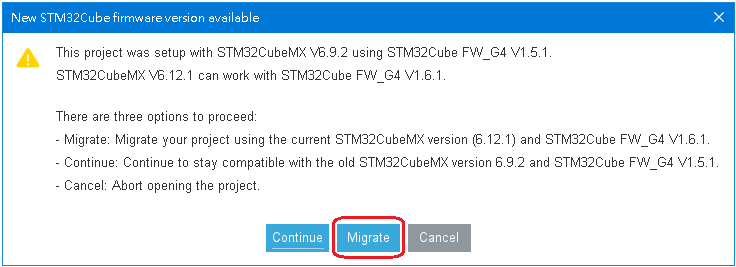 New STM32Cube firmware version available
This project was setup with STM32CubeMX V6.9.2 using STM32Cube FW_G4 V1.5.1.
STM32CubeMX V6.12.1 can work with STM32Cube FW_G4 V1.6.1.
There are three options to proceed:
- Migrate: Migrate your project using the current STM32CubeMX version (6.12.1) and STM32Cube FW_G4 V1.6.1.
- Continue: Continue to stay compatible with the old STM32CubeMX version 6.9.2 and STM32Cube FW_G4 V1.5.1.
- Cancel: Abort opening the project.
Continue Migrate Cancel